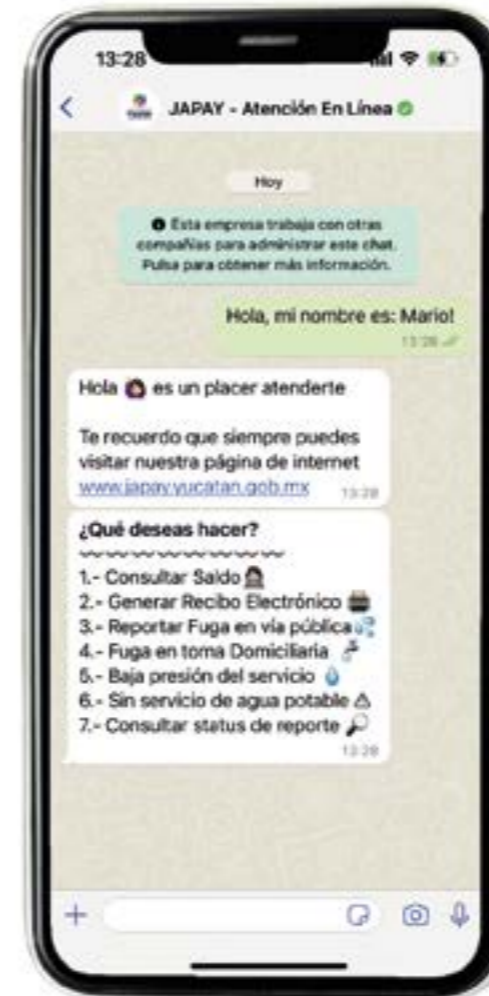 13:28
JAPAY - Atención En Línea
Hoy
Esta empresa trabaja con otras
compañías para administrar este chat.
Pulsa para obtener más información.
Hola, mi nombre es: Mario!
13:28
Hola es un placer atenderte
Te recuerdo que siempre puedes
visitar nuestra página de internet
www.japay.yucatan.gob.mx 13:28
¿Qué deseas hacer?
1.- Consultar Saldo
2.- Generar Recibo Electrónico
3.- Reportar Fuga en vía pública
4.- Fuga en toma Domiciliaria
5.- Baja presión del servicio
6.- Sin servicio de agua potable
7.- Consultar status de reporte
13:28